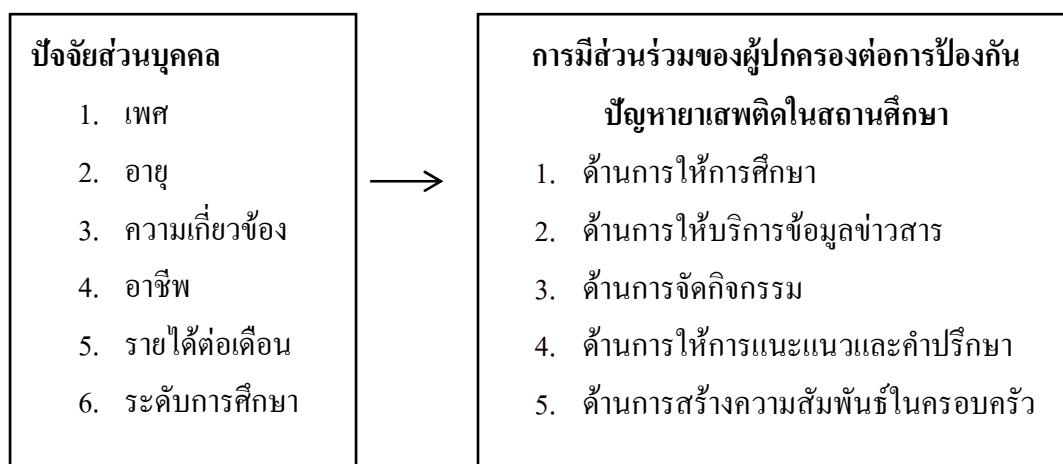 ปัจจัยส่วนบุคคล
1. เพศ
2. อายุ
3. ความเกี่ยวข้อง
4. อาชีพ
5. รายได้ต่อเดือน
6. ระดับการศึกษา
การมีส่วนร่วมของผู้ปกครองต่อการป้องกัน
ปัญหายาเสพติดในสถานศึกษา
1. ด้านการให้การศึกษา
2. ด้านการให้บริการข้อมูลข่าวสาร
3. ด้านการจัดกิจกรรม
4. ด้านการให้การแนะแนวและคำปรึกษา
5. ด้านการสร้างความสัมพันธ์ในครอบครัว